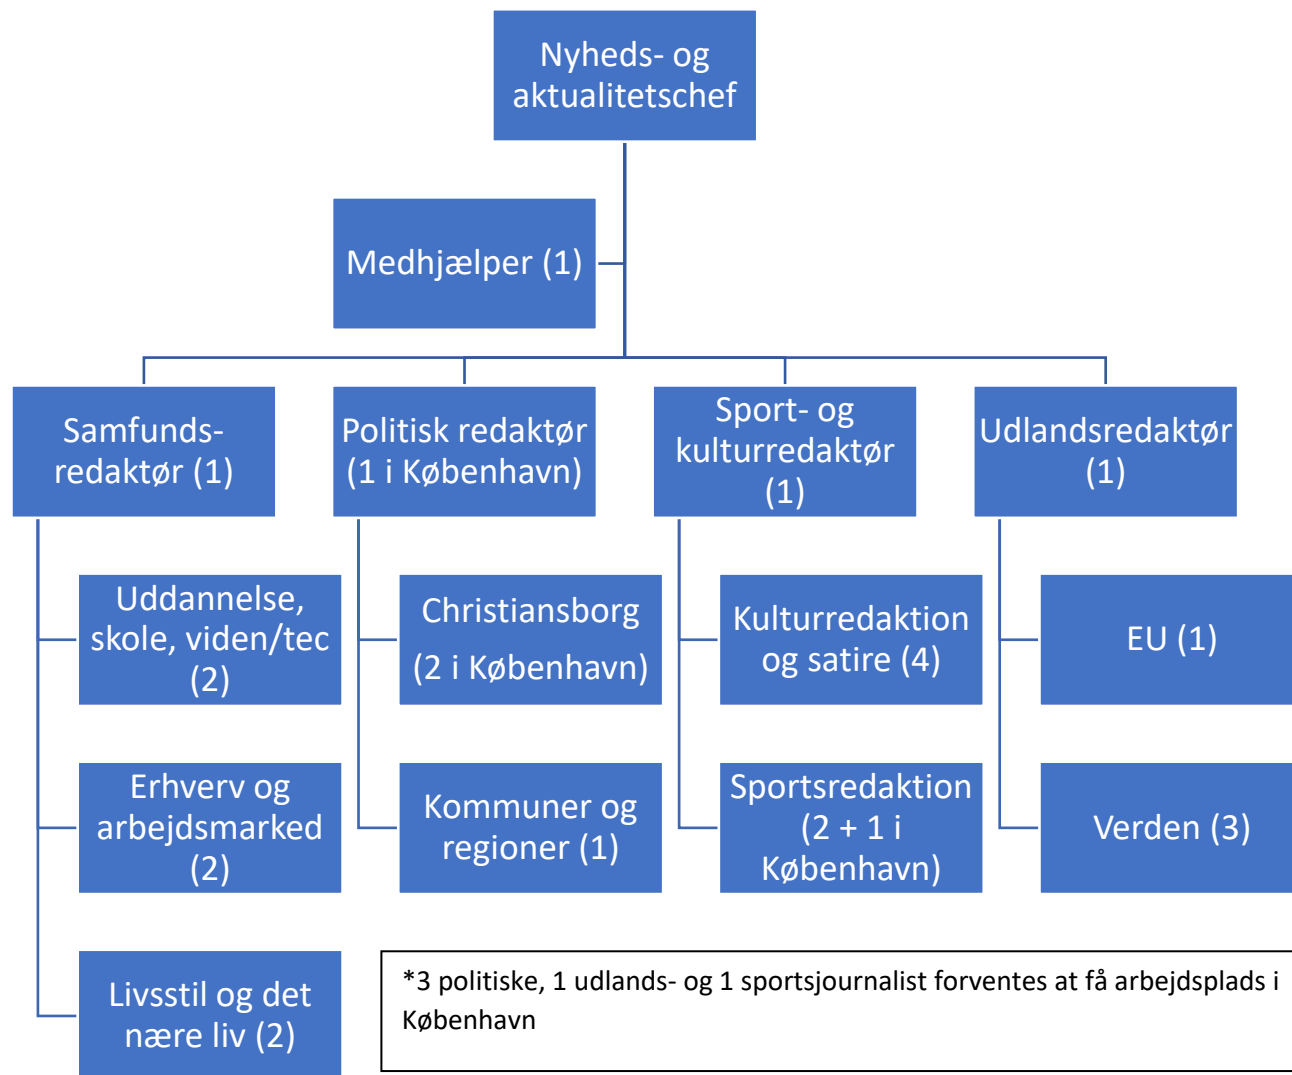 Nyheds- og
aktualitetschef
Medhjælper (1)
Samfunds-
redaktør (1)
Politisk redaktør
(1 i København)
Sport- og
kulturredaktør
(1)
Udlandsredaktør
(1)
Uddannelse,
skole, viden/tec
(2)
Christiansborg
(2 i København)
Kulturredaktion
og satire (4)
EU (1)
Erhverv og
arbejdsmarked
(2)
Kommuner og
regioner (1)
Sportsredaktion
(2 + 1 i
København)
Verden (3)
Livsstil og det
nære liv (2)
*3 politiske, 1 udlands- og 1 sportsjournalist forventes at få arbejdsplads i
København